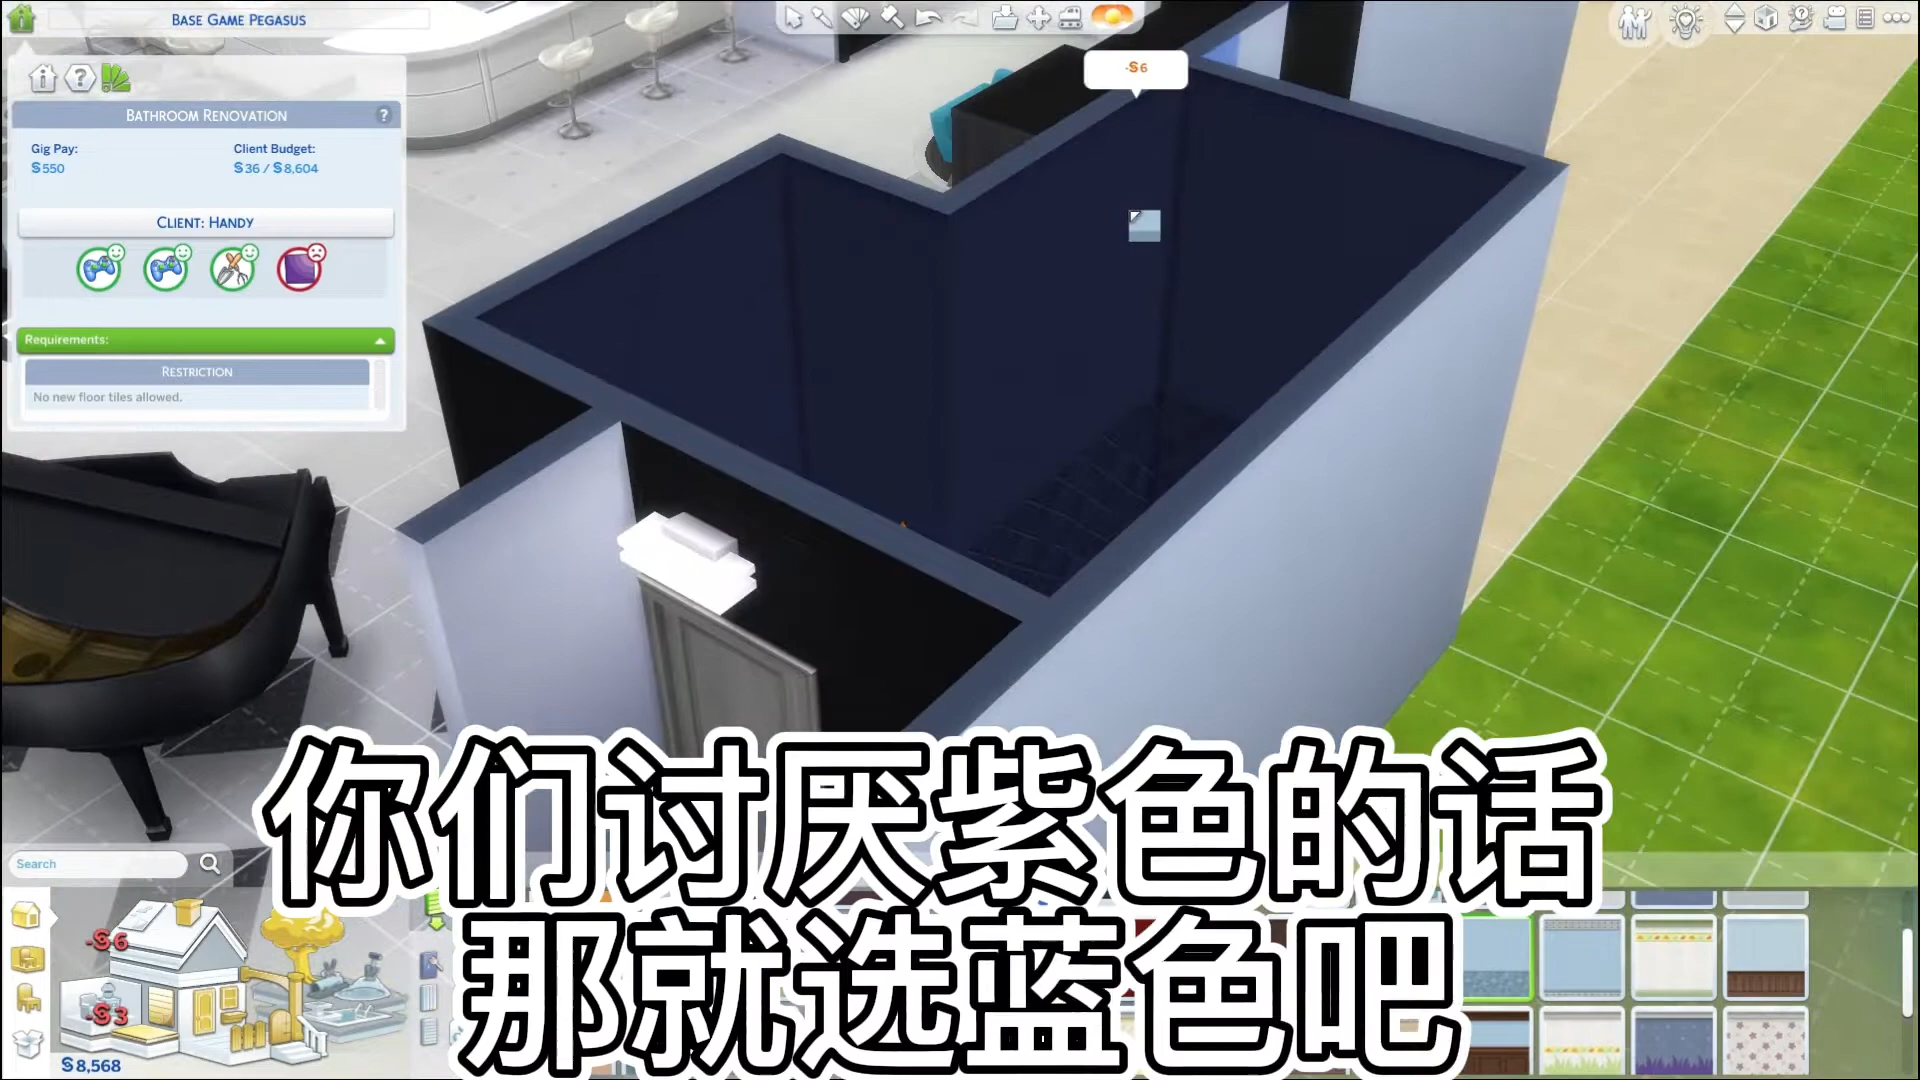 BASE GAME PEGASUS
-§6
BATHROOM RENOVATION
?
Gig Pay:
§550
Client Budget:
§36 / §8,604
CLIENT: HANDY
Requirements:
RESTRICTION
No new floor tiles allowed.
你们讨厌紫色的话
那就选蓝色吧
Search
-§6
-§3
§8,568